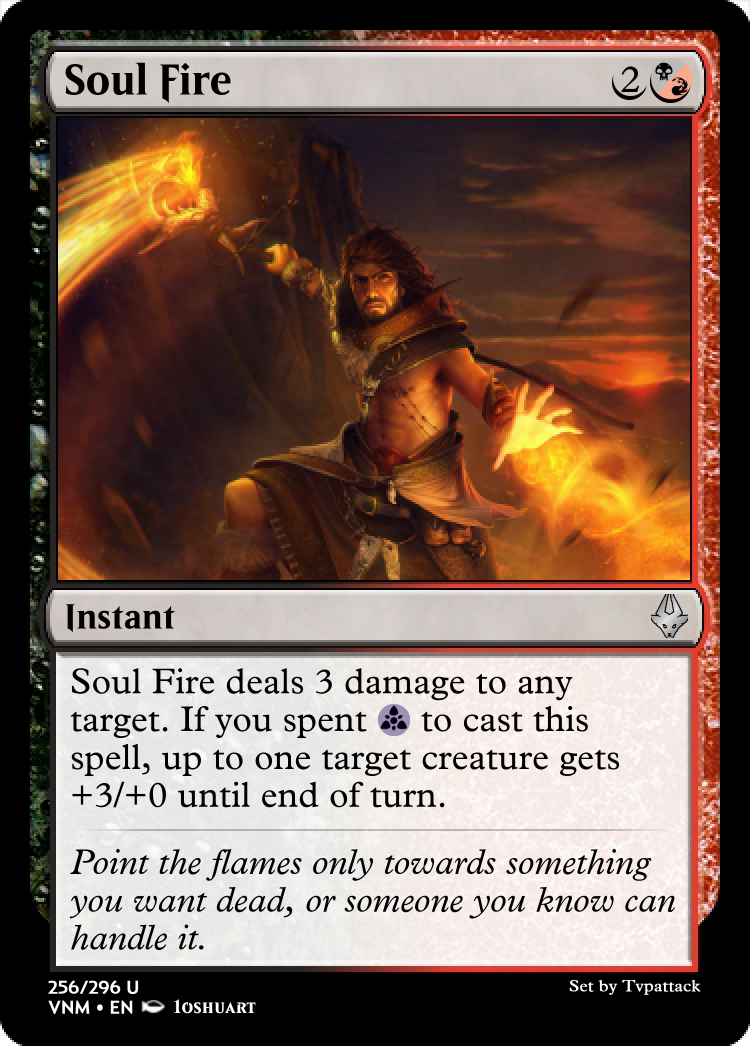 Soul Fire 2
Instant
Soul Fire deals 3 damage to any
target. If you spent to cast this
spell, up to one target creature gets
+3/+0 until end of turn.
Point the flames only towards something
you want dead, or someone you know can
handle it.
256/296 U
Set by Tvpattack
VNM • EN 1OSHUART